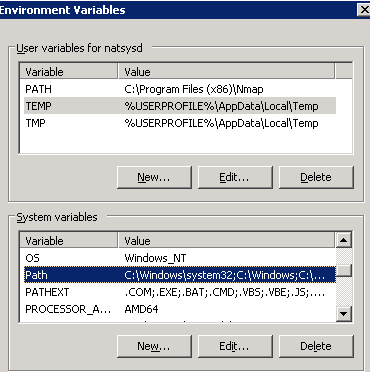 Environment Variables
User variables for natsysd
Variable Value
PATH C:\Program Files (x86)\Nmap
TEMP %USERPROFILE%\AppData\Local\Temp
TMP %USERPROFILE%\AppData\Local\Temp
New... Edit... Delete
System variables
Variable Value
OS Windows_NT
Path C:\Windows\system32;C:\Windows;C:\...
PATHEXT .COM;.EXE;.BAT;.CMD;.VBS;.VBE;.JS;....
PROCESSOR_A... AMD64
New... Edit... Delete